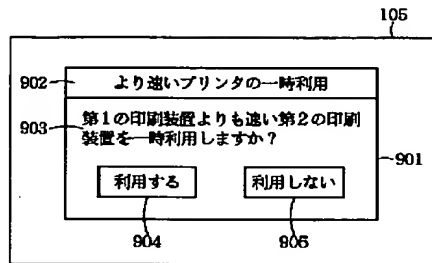 105
902
より速いプリンタの一時利用
903
第1の印刷装置よりも速い第2の印刷
装置を一時利用しますか？
901
利用する
利用しない
904
905